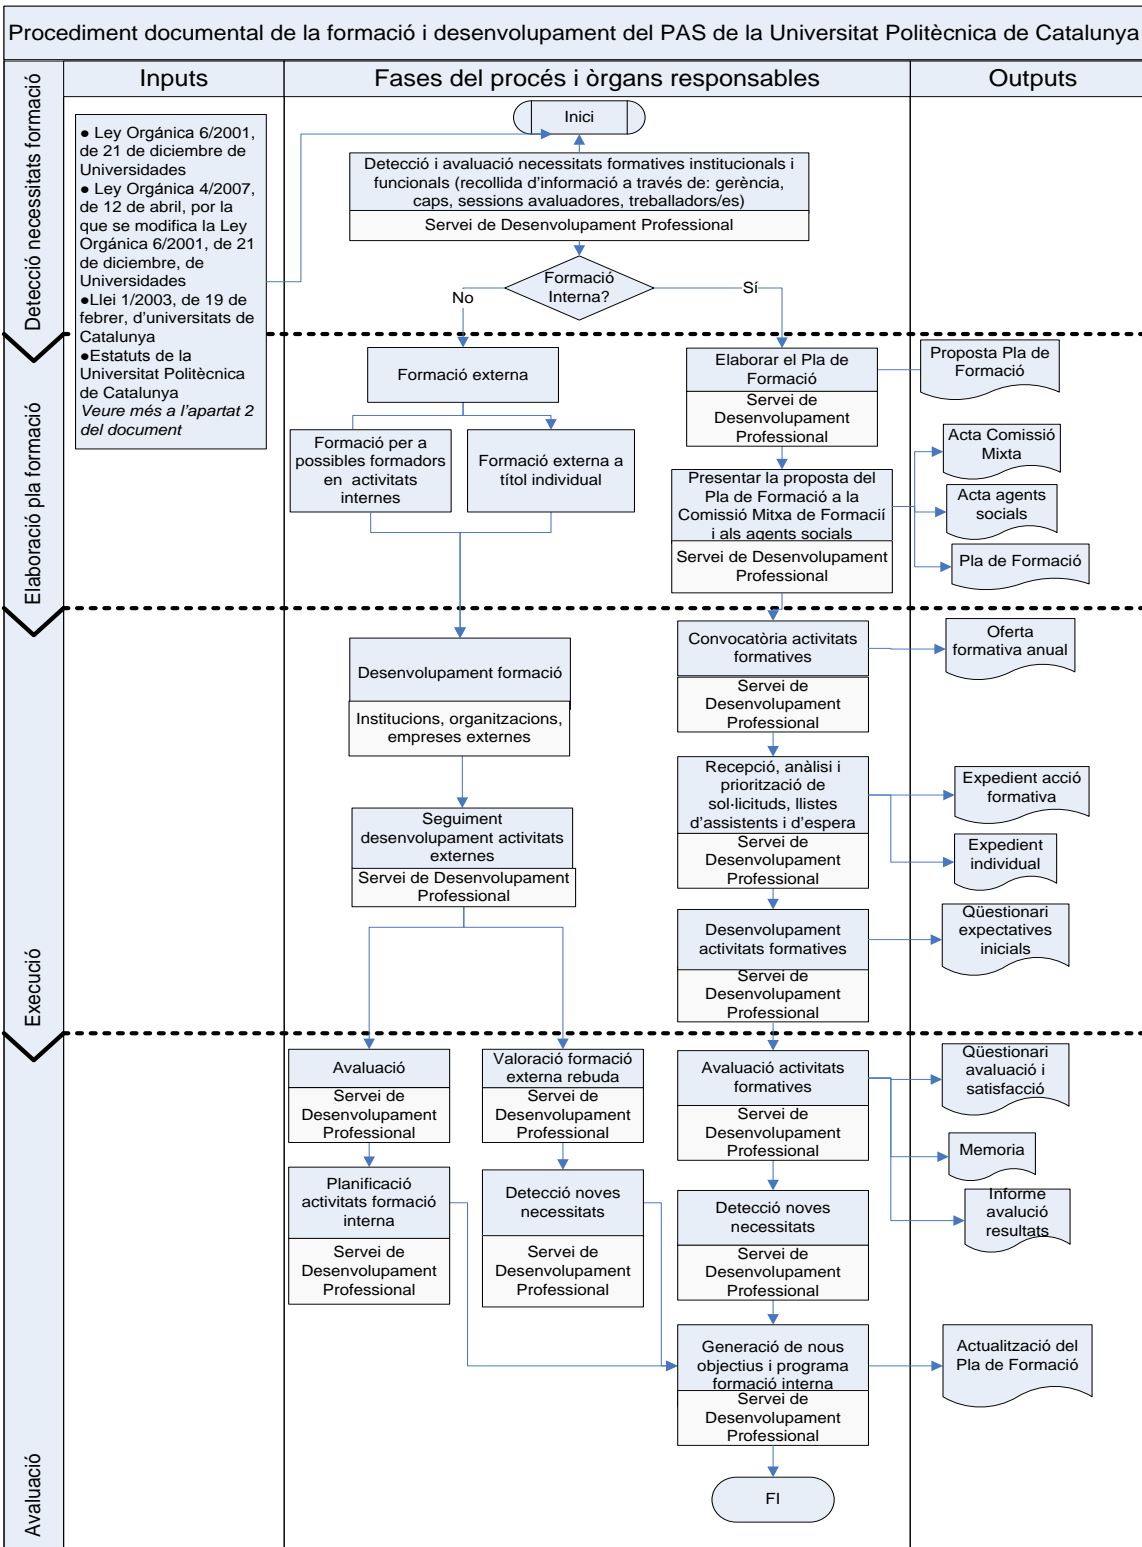 Procediment documental de la formació i desenvolupament del PAS de la Universitat Politècnica de Catalunya
Inputs
Fases del procés i òrgans responsables
Outputs
Detecció necessitats formació
● Ley Orgánica 6/2001,
de 21 de diciembre de
Universidades
● Ley Orgánica 4/2007,
de 12 de abril, por la
que se modifica la Ley
Orgánica 6/2001, de 21
de diciembre, de
Universidades
●Llei 1/2003, de 19 de
febrer, d'universitats de
Catalunya
●Estatuts de la
Universitat Politècnica
de Catalunya
Veure més a l'apartat 2
del document
Inici
Detecció i avaluació necessitats formatives institucionals i
funcionals (recollida d'informació a través de: gerència,
caps, sessions avaluadores, treballadors/es)
Servei de Desenvolupament Professional
Formació
Interna?
No
Sí
Elaboració pla formació
Formació externa
Formació per a
possibles formadors
en activitats
internes
Formació externa a
títol individual
Elaborar el Pla de
Formació
Servei de
Desenvolupament
Professional
Proposta Pla de
Formació
Presentar la proposta del
Pla de Formació a la
Comissió Mitxa de Formacií
i als agents socials
Servei de Desenvolupament
Professional
Acta Comissió
Mixta
Acta agents
socials
Pla de Formació
Execució
Desenvolupament formació
Institucions, organitzacions,
empreses externes
Seguiment
desenvolupament activitats
externes
Servei de Desenvolupament
Professional
Convocatòria activitats
formatives
Servei de
Desenvolupament
Professional
Oferta
formativa anual
Recepció, anàlisi i
priorització de
sol·licituds, llistes
d'assistents i d'espera
Servei de
Desenvolupament
Professional
Expedient acció
formativa
Expedient
individual
Desenvolupament
activitats formatives
Servei de
Desenvolupament
Professional
Qüestionari
expectatives
inicials
Avaluació
Avaluació
Servei de
Desenvolupament
Professional
Planificació
activitats formació
interna
Servei de
Desenvolupament
Professional
Valoració formació
externa rebuda
Servei de
Desenvolupament
Professional
Detecció noves
necessitats
Servei de
Desenvolupament
Professional
Avaluació activitats
formatives
Servei de
Desenvolupament
Professional
Qüestionari
avaluació i
satisfacció
Memoria
Informe
avalució
resultats
Detecció noves
necessitats
Servei de
Desenvolupament
Professional
Generació de nous
objectius i programa
formació interna
Servei de
Desenvolupament
Professional
Actualització del
Pla de Formació
FI